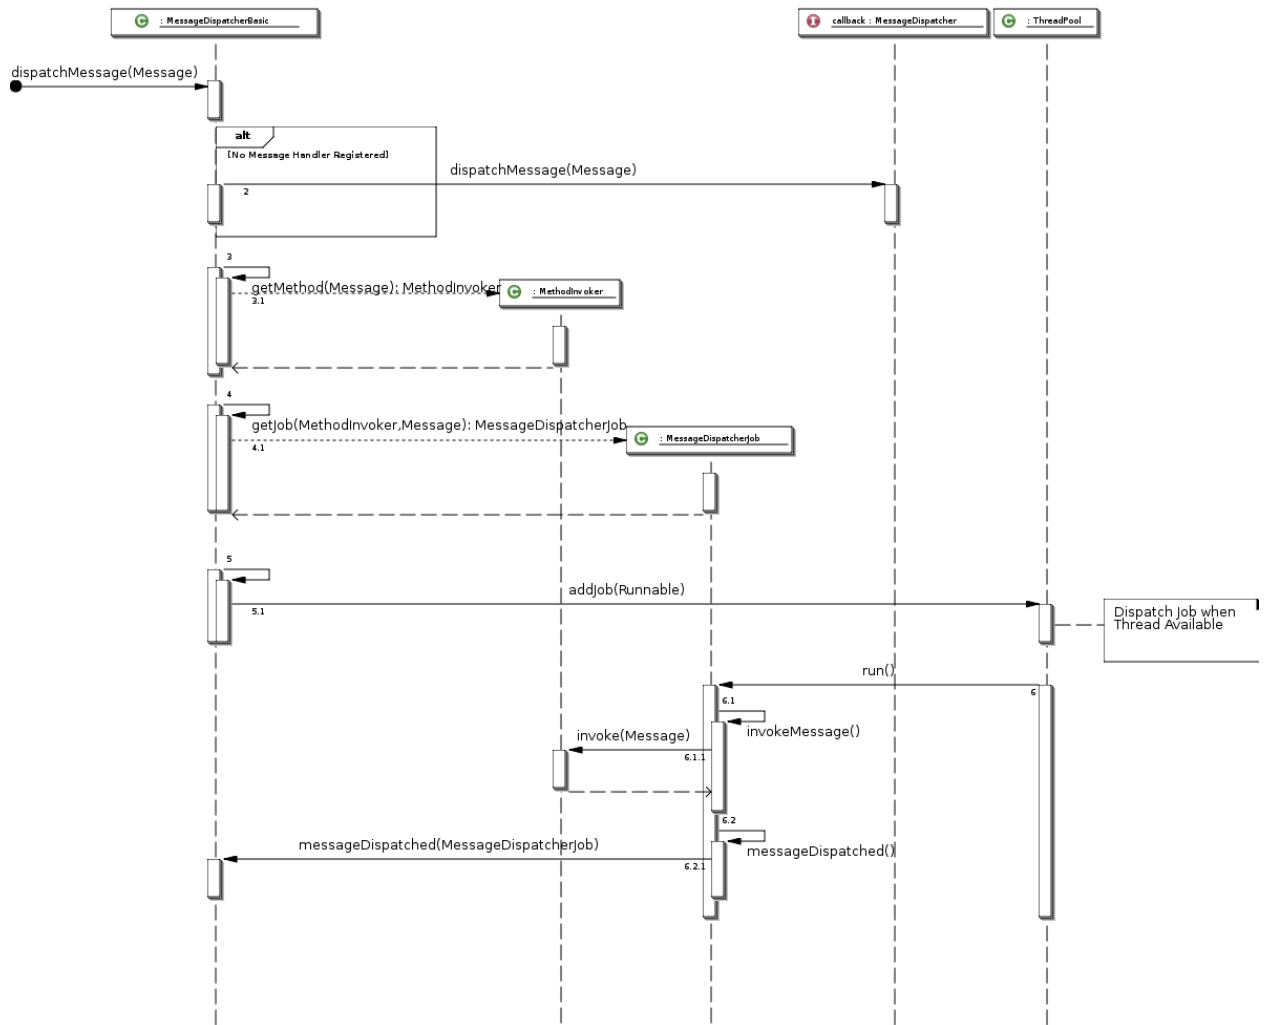 C : MessageDispatcherBasic
I callback : MessageDispatcher
C : ThreadPool
dispatchMessage(Message)
alt
[No Message Handler Registered]
dispatchMessage(Message)
2
3
getMethod(Message): MethodInvoker
3.1
C : MethodInvoker
4
getJob(MethodInvoker,Message): MessageDispatcherJob
4.1
C : MessageDispatcherJob
5
addJob(Runnable)
5.1
Dispatch Job when
Thread Available
run()
6
6.1
invokeMessage()
invoke(Message)
6.1.1
6.2
messageDispatched(MessageDispatcherJob)
messageDispatched()
6.2.1